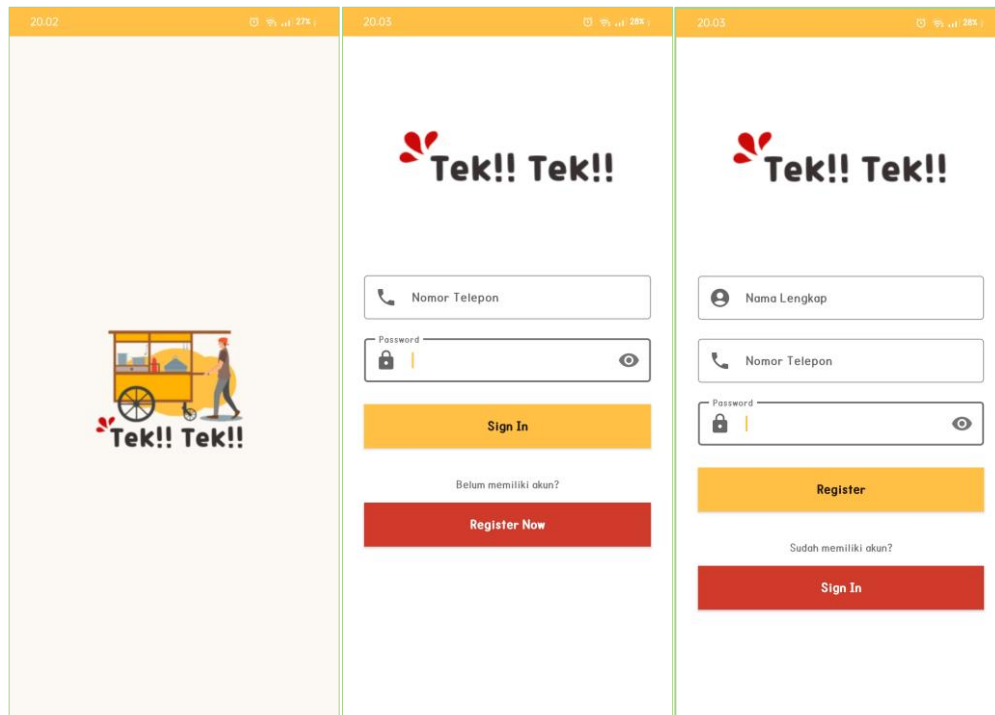 20.02
27%
Tek!! Tek!!
20.03
28%
Tek!! Tek!!
Nomor Telepon
Password
Sign In
Belum memiliki akun?
Register Now
20.03
26%
Tek!! Tek!!
Nama Lengkap
Nomor Telepon
Password
Register
Sudah memiliki akun?
Sign In